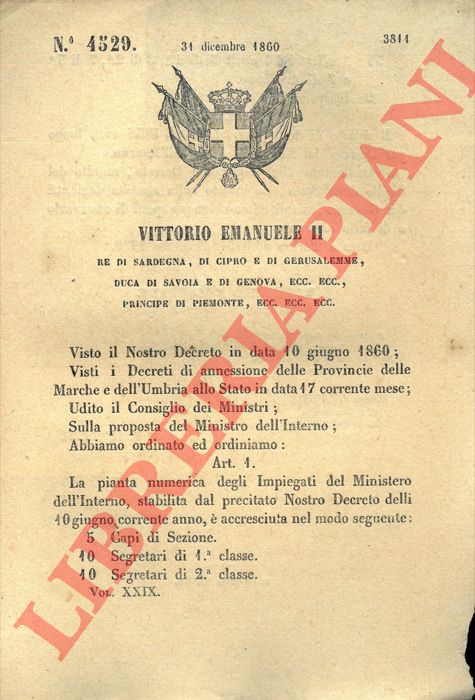 N.º 4529.
31 dicembre 1860
3811
VITTORIO EMANUELE II
RE DI SARDEGNA, DI CIPRO E DI GERUSALEMME,
DUCA DI SAVOIA E DI GENOVA, ECC. ECC.,
PRINCIPE DI PIEMONTE, ECC. ECC. ECC.
Visto il Nostro Decreto in data 10 giugno 1860;
Visti i Decreti di annessione delle Provincie delle
Marche e dell'Umbria allo Stato in data 17 corrente mese;
Udito il Consiglio dei Ministri;
Sulla proposta del Ministro dell'Interno;
Abbiamo ordinato ed ordiniamo:
Art. 1.
La pianta numerica degli Impiegati del Ministero
dell'Interno, stabilita dal precitato Nostro Decreto delli
10 giugno corrente anno, è accresciuta nel modo seguente:
5 Capi di Sezione.
10 Segretari di 1.ª classe.
10 Segretari di 2.ª classe.
VOL. XXIX.
LIBRERIA PIANI